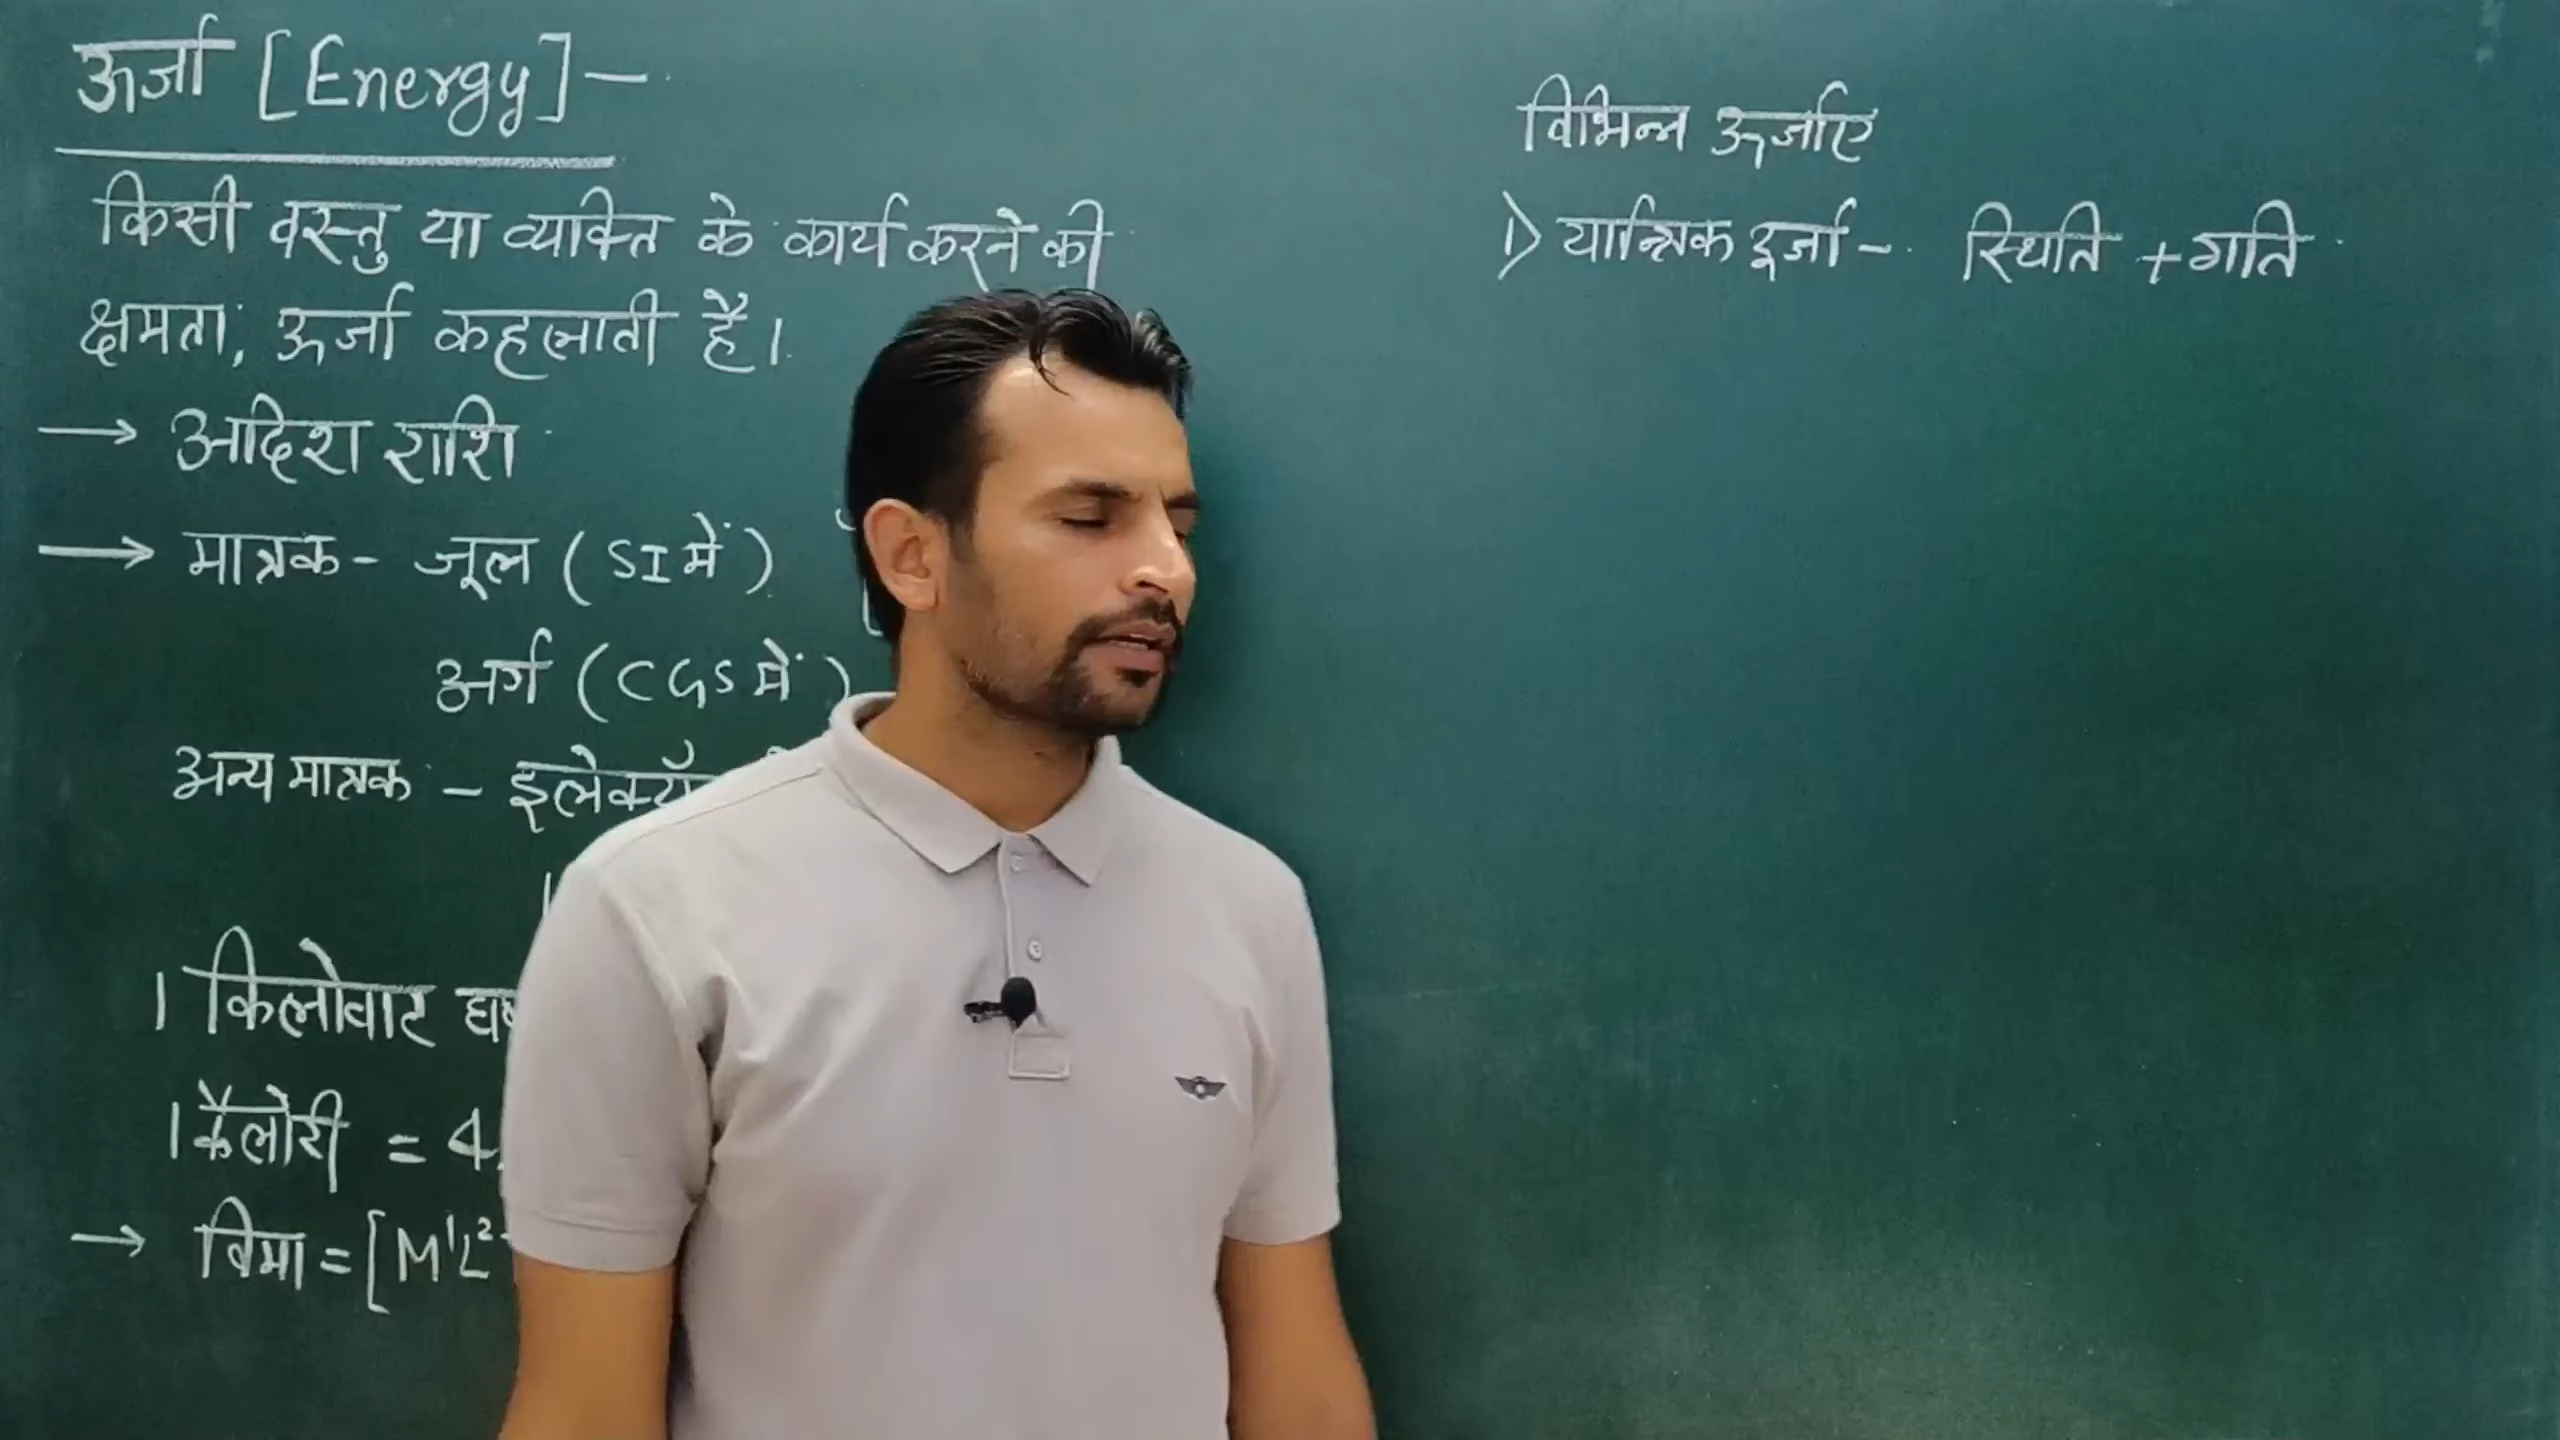 ऊर्जा [Energy] -
किसी वस्तु या व्यक्ति के कार्य करने की
क्षमता, ऊर्जा कहलाती है।
→ अदिश राशि
→ मात्रक - जूल (SI में)
अर्ग (CGS में)
अन्य मात्रक -
1 किलोवाट
1 कैलोरी = 4
→ विमा = [M¹L²
विभिन्न ऊर्जाएं
1) यान्त्रिक ऊर्जा - स्थिति + गति